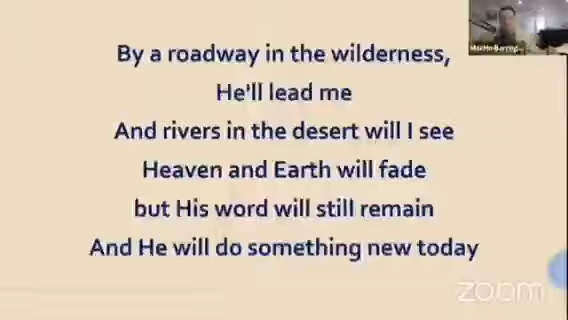 By a roadway in the wilderness,
He'll lead me
And rivers in the desert will I see
Heaven and Earth will fade
but His word will still remain
And He will do something new today
zoom